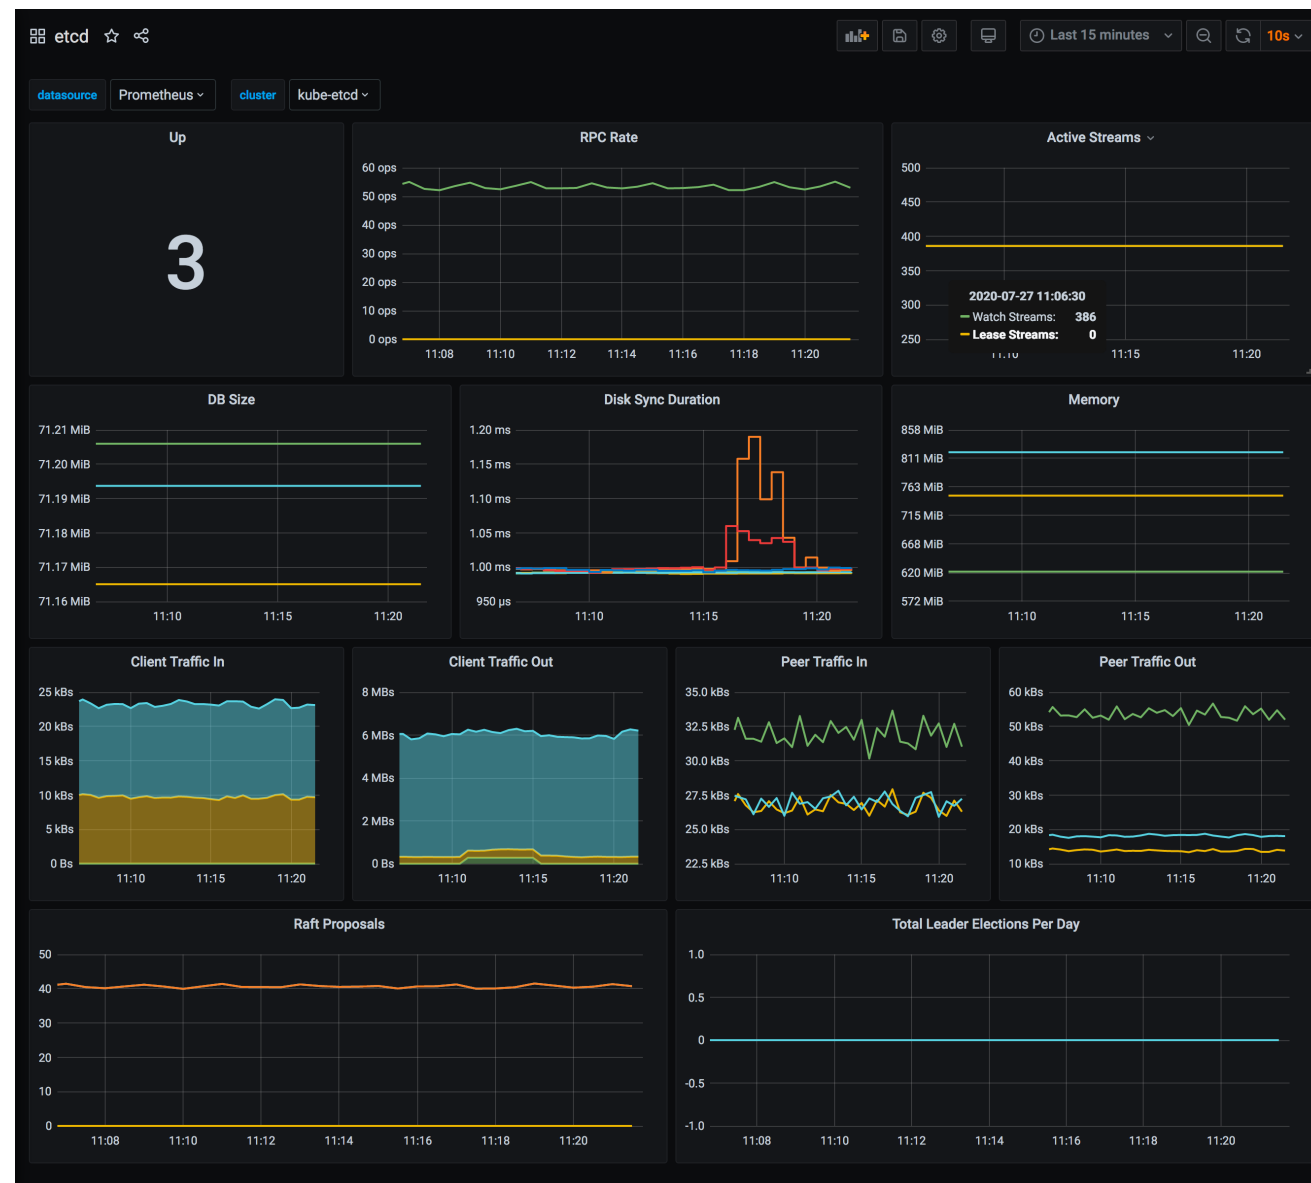 etcd
Last 15 minutes
10s
datasource Prometheus cluster kube-etcd
Up
3
RPC Rate
60 ops
50 ops
40 ops
30 ops
20 ops
10 ops
0 ops
11:08 11:10 11:12 11:14 11:16 11:18 11:20
Active Streams
500
450
400
350
300
250
2020-07-27 11:06:30
Watch Streams: 386
Lease Streams: 0
11:10 11:15 11:20
DB Size
71.21 MiB
71.20 MiB
71.19 MiB
71.18 MiB
71.17 MiB
71.16 MiB
11:10 11:15 11:20
Disk Sync Duration
1.20 ms
1.15 ms
1.10 ms
1.05 ms
1.00 ms
950 µs
11:10 11:15 11:20
Memory
858 MiB
811 MiB
763 MiB
715 MiB
668 MiB
620 MiB
572 MiB
11:10 11:15 11:20
Client Traffic In
25 kBs
20 kBs
15 kBs
10 kBs
5 kBs
0 Bs
11:10 11:15 11:20
Client Traffic Out
8 MBs
6 MBs
4 MBs
2 MBs
0 Bs
11:10 11:15 11:20
Peer Traffic In
35.0 kBs
32.5 kBs
30.0 kBs
27.5 kBs
25.0 kBs
22.5 kBs
11:10 11:15 11:20
Peer Traffic Out
60 kBs
50 kBs
40 kBs
30 kBs
20 kBs
10 kBs
11:10 11:15 11:20
Raft Proposals
50
40
30
20
10
0
11:08 11:10 11:12 11:14 11:16 11:18 11:20
Total Leader Elections Per Day
1.0
0.5
0
-0.5
-1.0
11:08 11:10 11:12 11:14 11:16 11:18 11:20